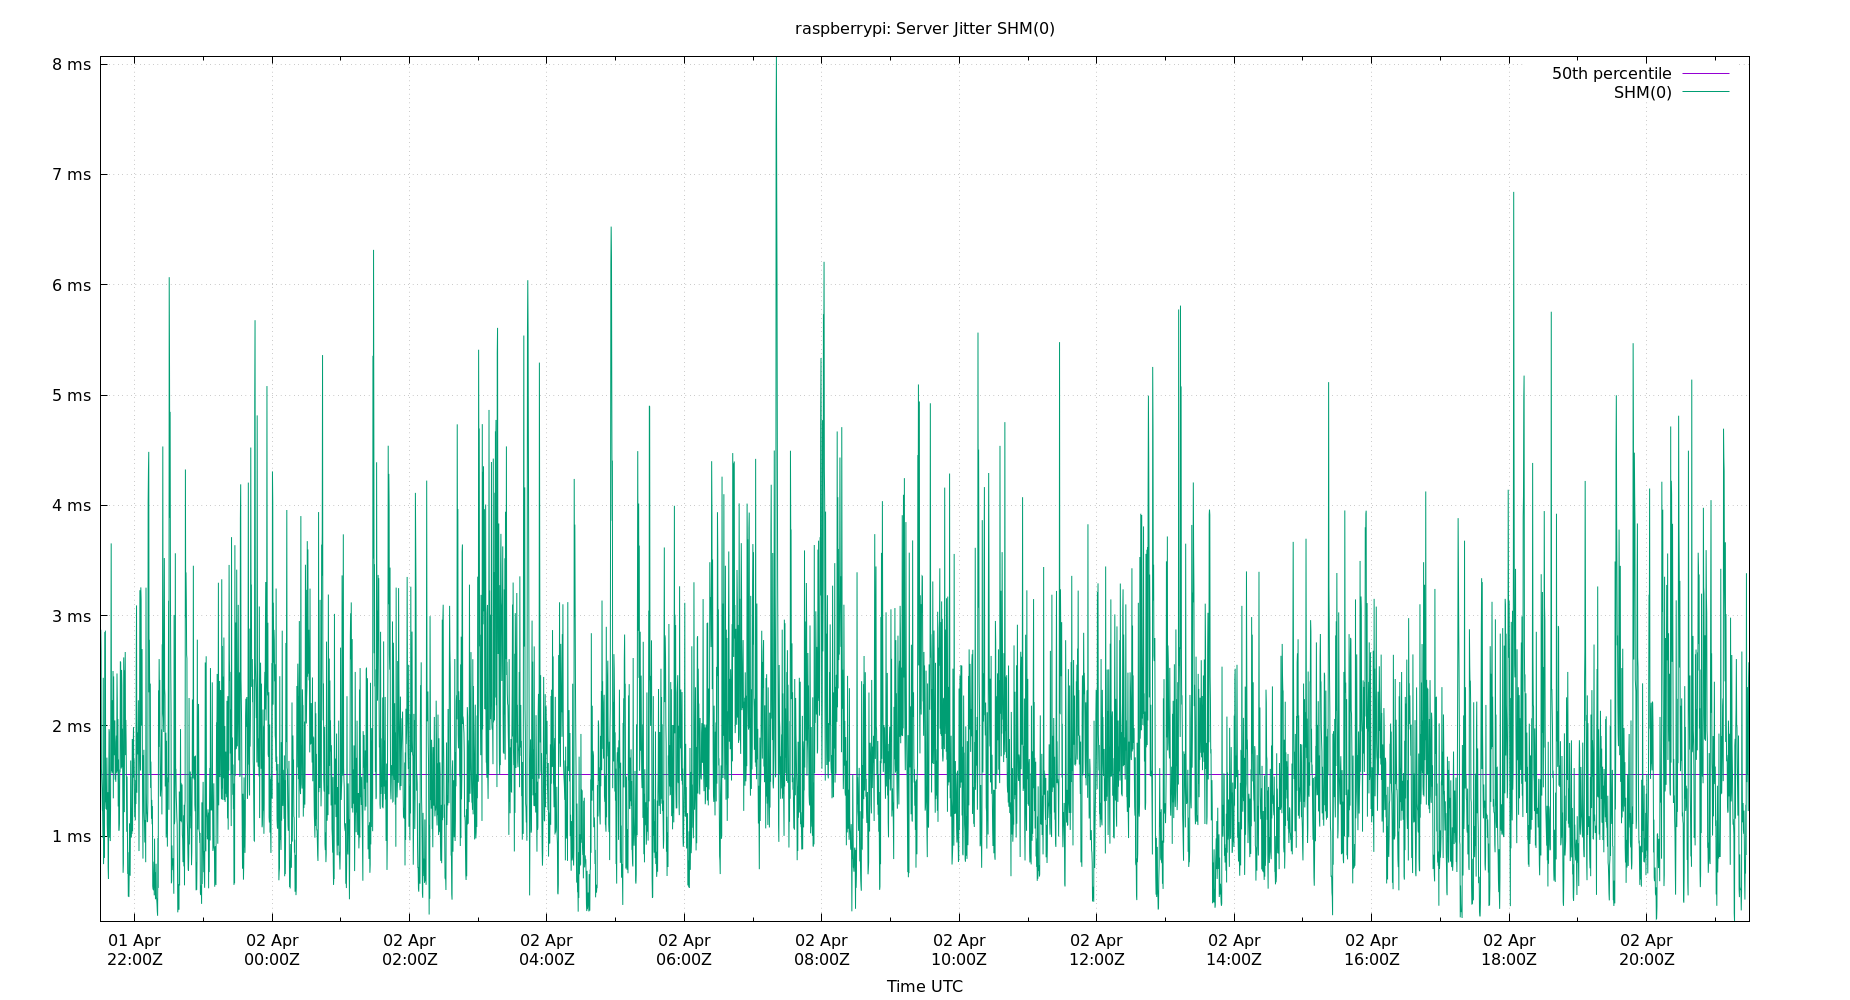 raspberrypi: Server Jitter SHM(0)
50th percentile
SHM(0)
8 ms
7 ms
6 ms
5 ms
4 ms
3 ms
2 ms
1 ms
01 Apr 02 Apr 02 Apr 02 Apr 02 Apr 02 Apr 02 Apr 02 Apr 02 Apr 02 Apr 02 Apr 02 Apr
22:00Z 00:00Z 02:00Z 04:00Z 06:00Z 08:00Z 10:00Z 12:00Z 14:00Z 16:00Z 18:00Z 20:00Z
Time UTC